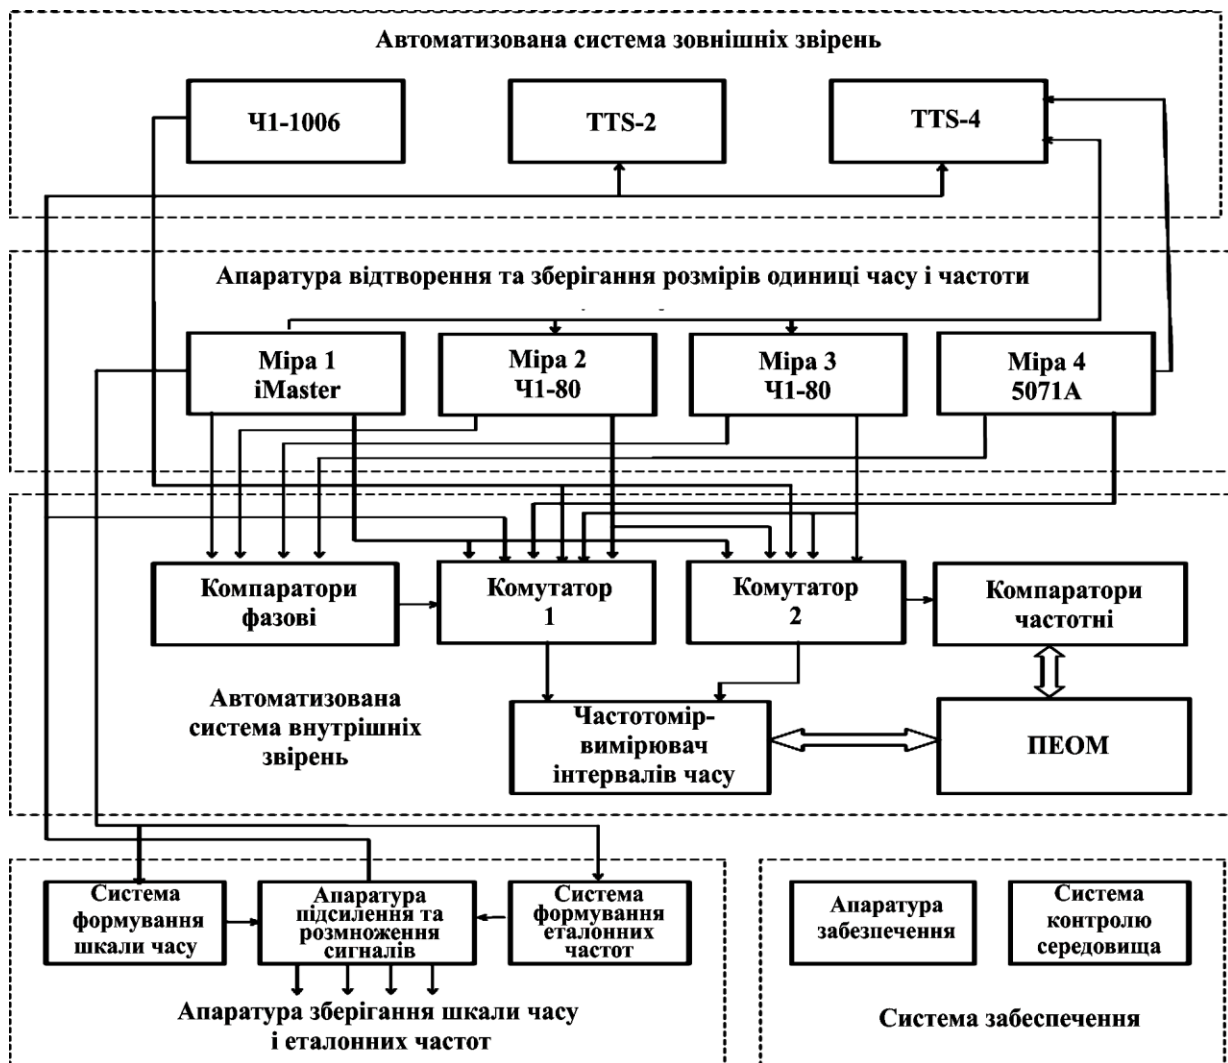 Автоматизована система зовнішніх звірень
Ч1-1006
TTS-2
TTS-4
Апаратура відтворення та зберігання розмірів одиниці часу і частоти
Міра 1
iMaster
Міра 2
Ч1-80
Міра 3
Ч1-80
Міра 4
5071А
Компаратори
фазові
Комутатор
1
Комутатор
2
Компаратори
частотні
Автоматизована
система внутрішніх
звірень
Частотомір-
вимірювач
інтервалів часу
ПЕОМ
Система
формування
шкали часу
Апаратура
підсилення та
розмноження
сигналів
Система
формування
еталонних
частот
Апаратура зберігання шкали часу
і еталонних частот
Апаратура
забезпечення
Система
контролю
середовища
Система забеспечення